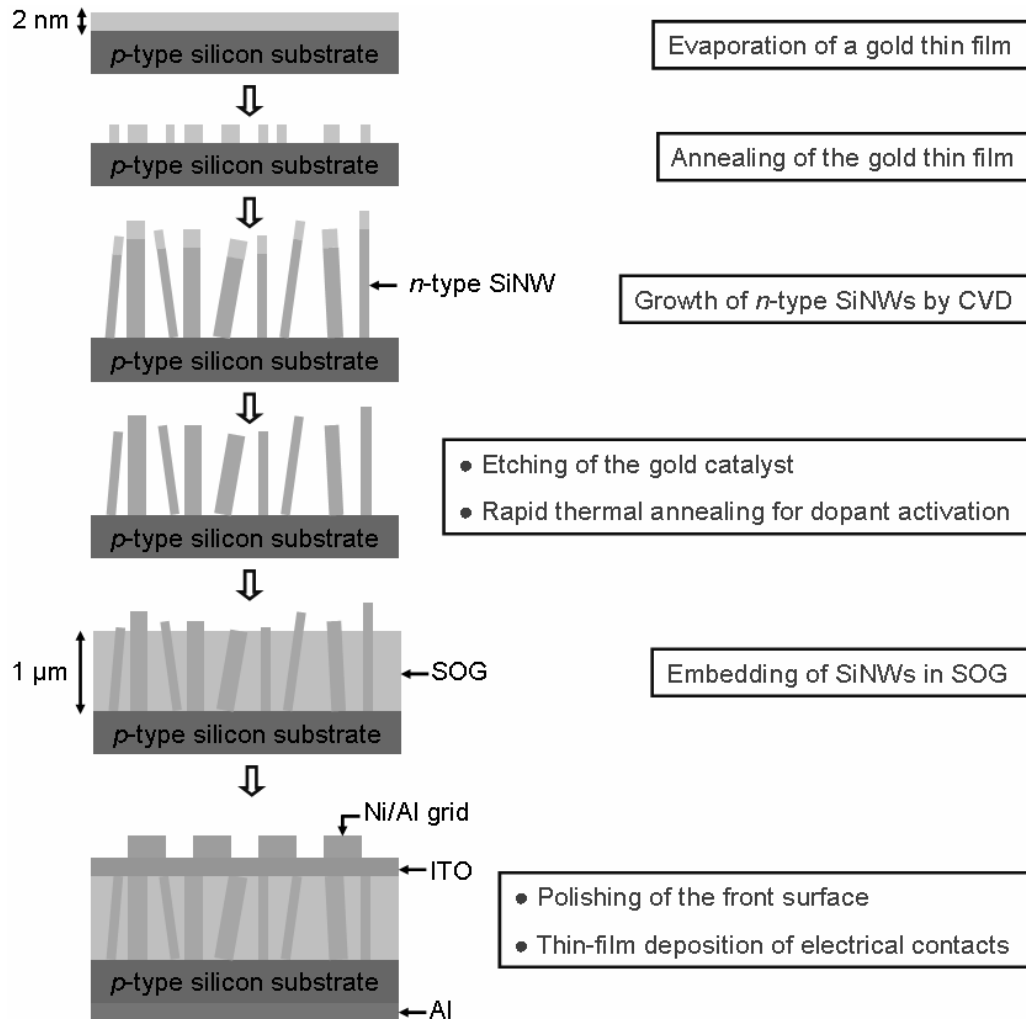 2 nm
p-type silicon substrate
Evaporation of a gold thin film
p-type silicon substrate
Annealing of the gold thin film
n-type SiNW
Growth of n-type SiNWs by CVD
p-type silicon substrate
• Etching of the gold catalyst
• Rapid thermal annealing for dopant activation
p-type silicon substrate
1 µm
SOG
Embedding of SiNWs in SOG
p-type silicon substrate
Ni/Al grid
ITO
• Polishing of the front surface
• Thin-film deposition of electrical contacts
p-type silicon substrate
Al